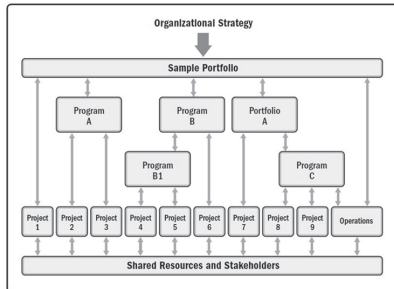 Organizational Strategy
Sample Portfolio
Program
A
Program
B
Portfolio
A
Program
B1
Program
C
Project
1
Project
2
Project
3
Project
4
Project
5
Project
6
Project
7
Project
8
Project
9
Operations
Shared Resources and Stakeholders